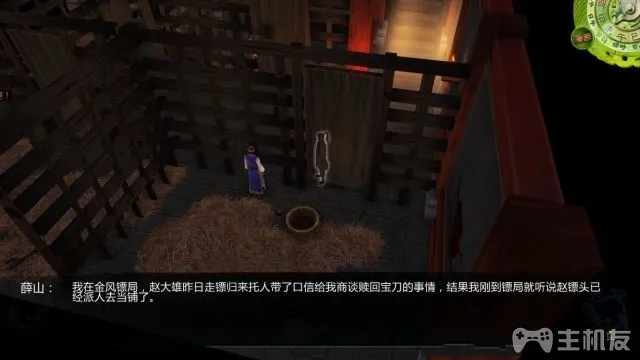 薛山： 我在金风镖局，赵大雄昨日走镖归来托人带了口信给我商谈赎回宝刀的事情，结果我刚到镖局就听说赵镖头已
经派人去当铺了。
主机友